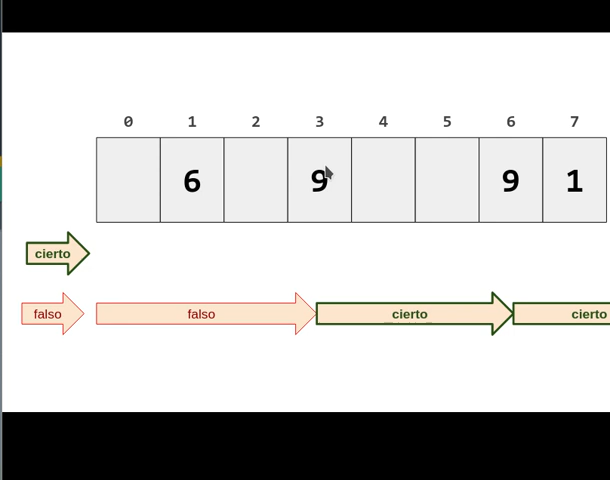 0 1 2 3 4 5 6 7
6 9 9 1
cierto
falso falso cierto cierto